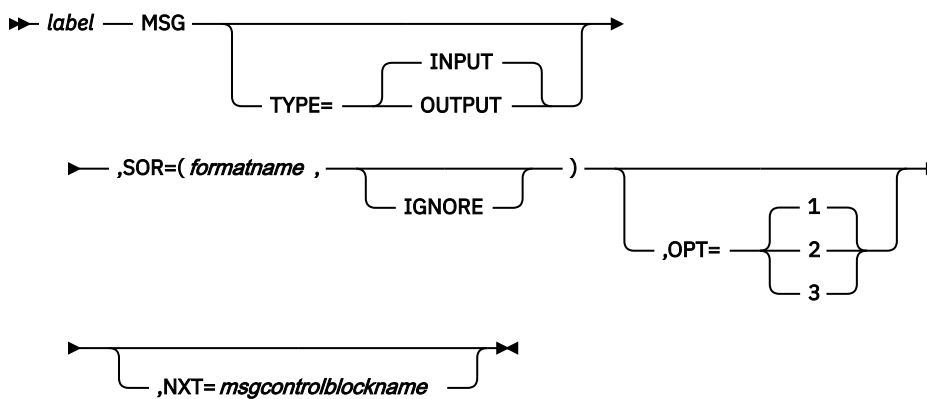 label MSG
INPUT
TYPE= OUTPUT
,SOR=( formatname , )
IGNORE
1
,OPT= 2
3
,NXT= msgcontrolblockname